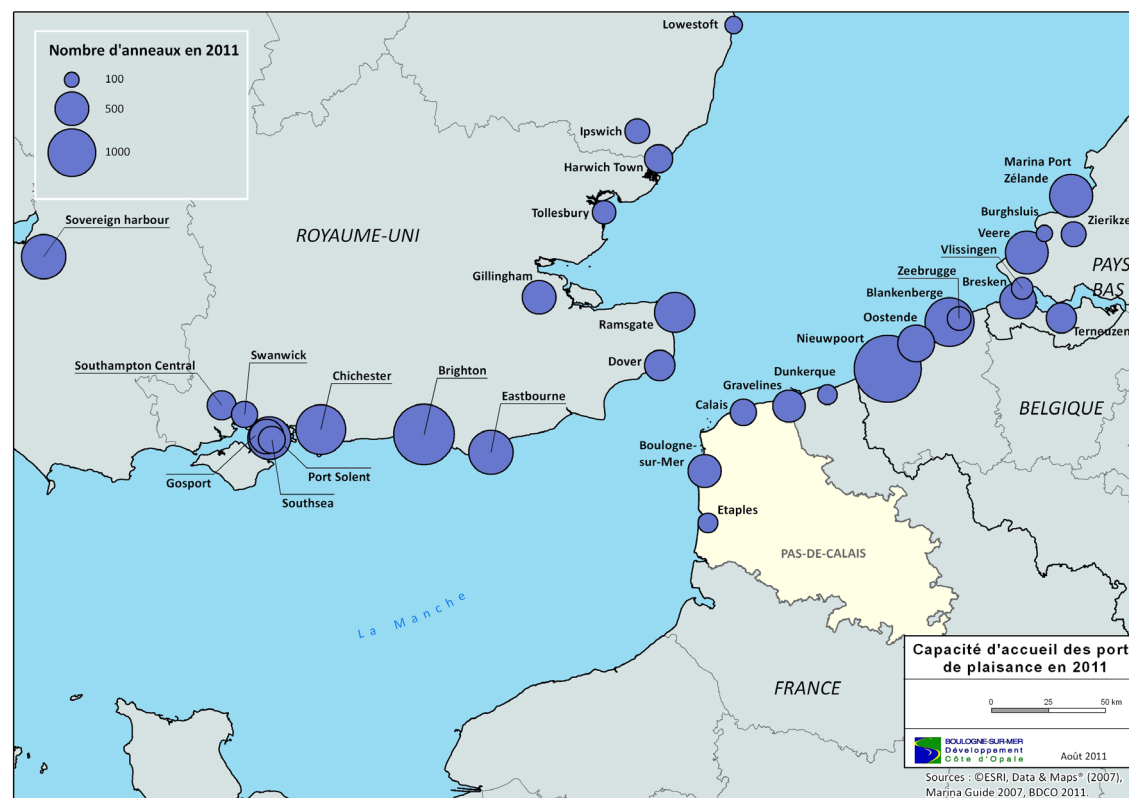 Nombre d'anneaux en 2011
100
500
1000
Lowestoft
Ipswich
Harwich Town
Tollesbury
Sovereign harbour
ROYAUME-UNI
Gillingham
Ramsgate
Dover
Southampton Central
Swanwick
Chichester
Brighton
Eastbourne
Gosport
Port Solent
Southsea
Marina Port
Zélande
Burghsluis
Zierikze
Veere
Vlissingen
PAYS
BAS
Zeebrugge
Bresken
Blankenberge
Oostende
Terneuzen
Nieuwpoort
Dunkerque
Gravelines
Calais
BELGIQUE
Boulogne-
sur-Mer
Etaples
PAS-DE-CALAIS
La Manche
FRANCE
Capacité d'accueil des port
de plaisance en 2011
0 25 50 km
BOULOGNE-SUR-MER
Développement
Côte d'Opale
Août 2011
Sources : ©ESRI, Data & Maps® (2007),
Marina Guide 2007, BDCO 2011.